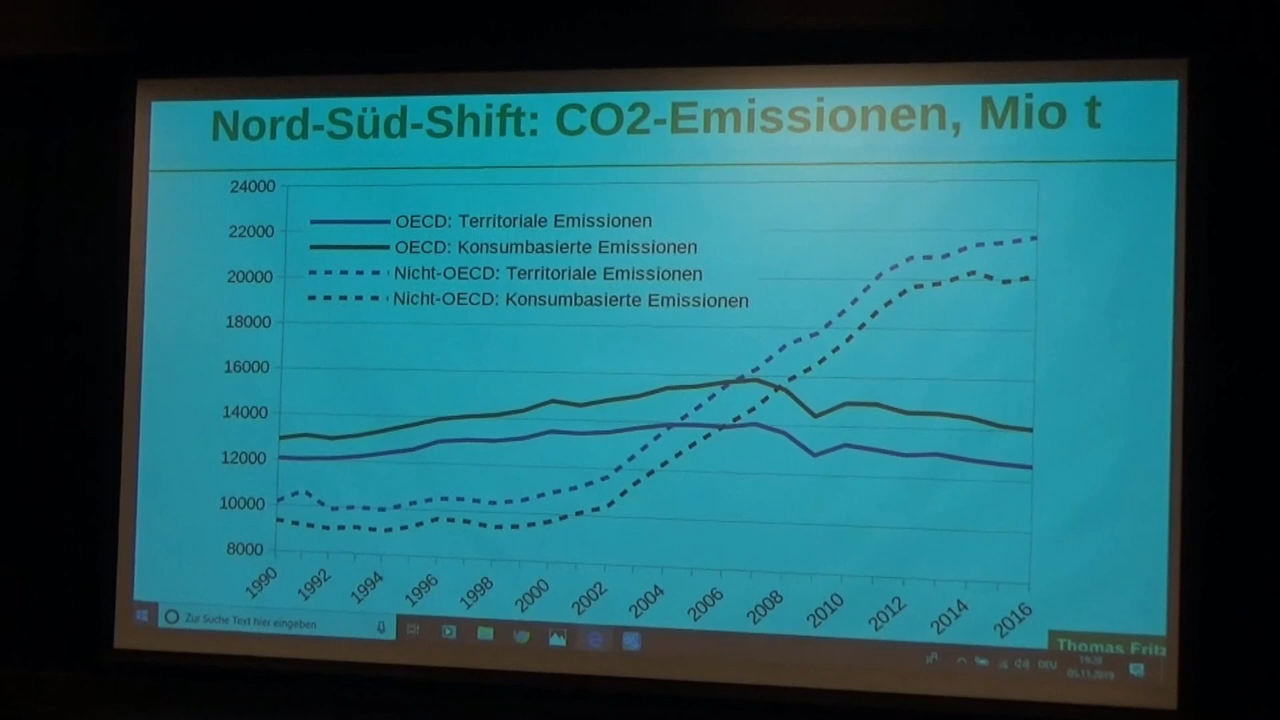 Nord-Süd-Shift: CO2-Emissionen, Mio t
24000
22000
20000
18000
16000
14000
12000
10000
8000
OECD: Territoriale Emissionen
OECD: Konsumbasierte Emissionen
Nicht-OECD: Territoriale Emissionen
Nicht-OECD: Konsumbasierte Emissionen
1990 1992 1994 1996 1998 2000 2002 2004 2006 2008 2010 2012 2014 2016
Thomas Fritz
Zur Suche Text hier eingeben
DEU
05.11.2019